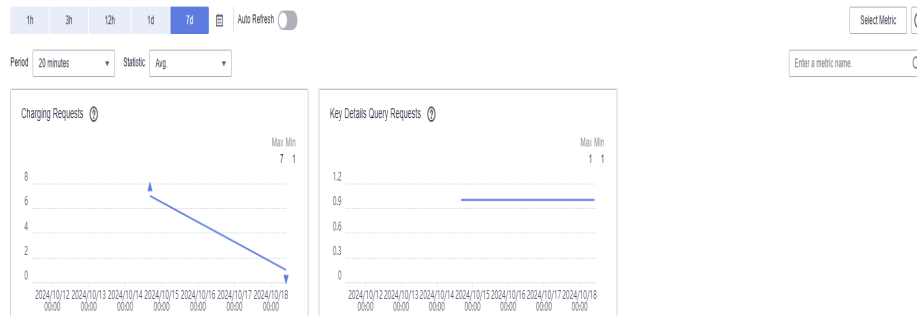 1h 3h 12h 1d 7d Auto Refresh Select Metric
Period 20 minutes Statistic Avg. Enter a metric name.
Charging Requests
Max Min
7 1
8
6
4
2
0
2024/10/12 2024/10/13 2024/10/14 2024/10/15 2024/10/16 2024/10/17 2024/10/18
00:00 00:00 00:00 00:00 00:00 00:00 00:00
Key Details Query Requests
Max Min
1 1
1.2
0.9
0.6
0.3
0
2024/10/12 2024/10/13 2024/10/14 2024/10/15 2024/10/16 2024/10/17 2024/10/18
00:00 00:00 00:00 00:00 00:00 00:00 00:00